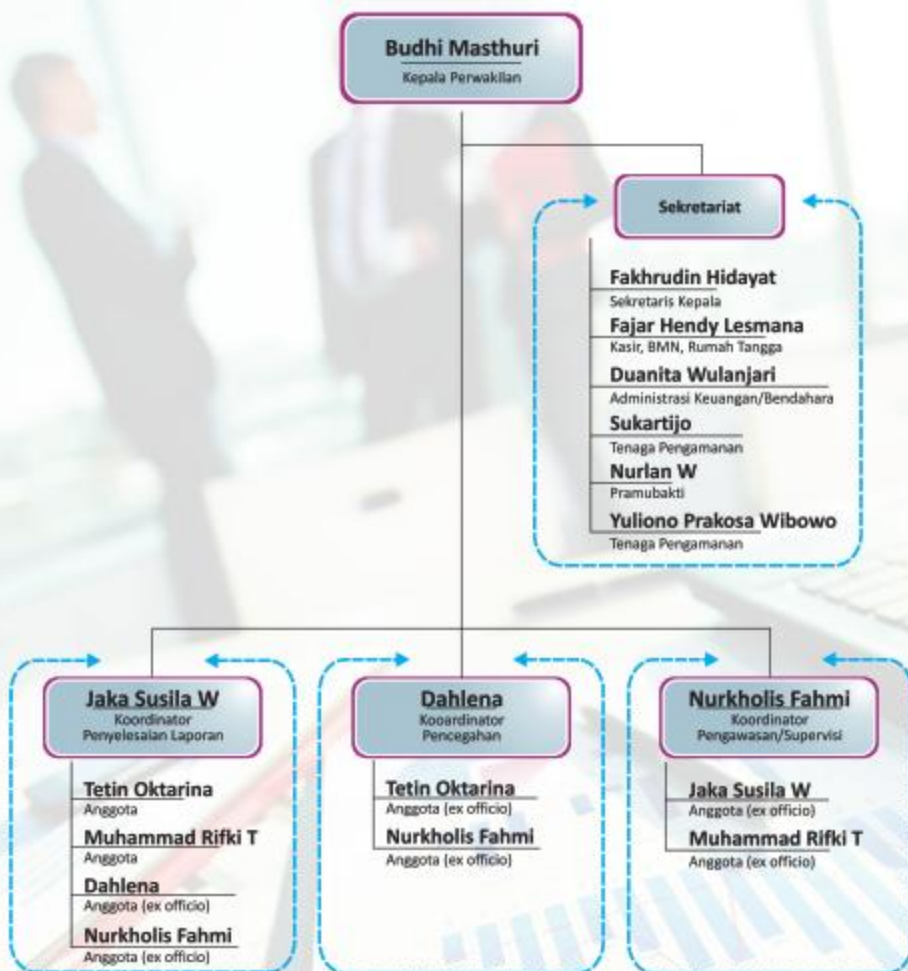 Budhi Masthuri
Kepala Perwakilan
Sekretariat
Fakhrudin Hidayat
Sekretaris Kepala
Fajar Hendy Lesmana
Kasir, BMN, Rumah Tangga
Duanita Wulanjari
Administrasi Keuangan/Bendahara
Sukartijo
Tenaga Pengamanan
Nurlan W
Pramubakti
Yuliono Prakosa Wibowo
Tenaga Pengamanan
Jaka Susila W
Koordinator
Penyelesaian Laporan
Tetin Oktarina
Anggota
Muhammad Rifki T
Anggota
Dahlena
Anggota (ex officio)
Nurkholis Fahmi
Anggota (ex officio)
Dahlena
Kooardinator
Pencegahan
Tetin Oktarina
Anggota (ex officio)
Nurkholis Fahmi
Anggota (ex officio)
Nurkholis Fahmi
Koordinator
Pengawasan/Supervisi
Jaka Susila W
Anggota (ex officio)
Muhammad Rifki T
Anggota (ex officio)